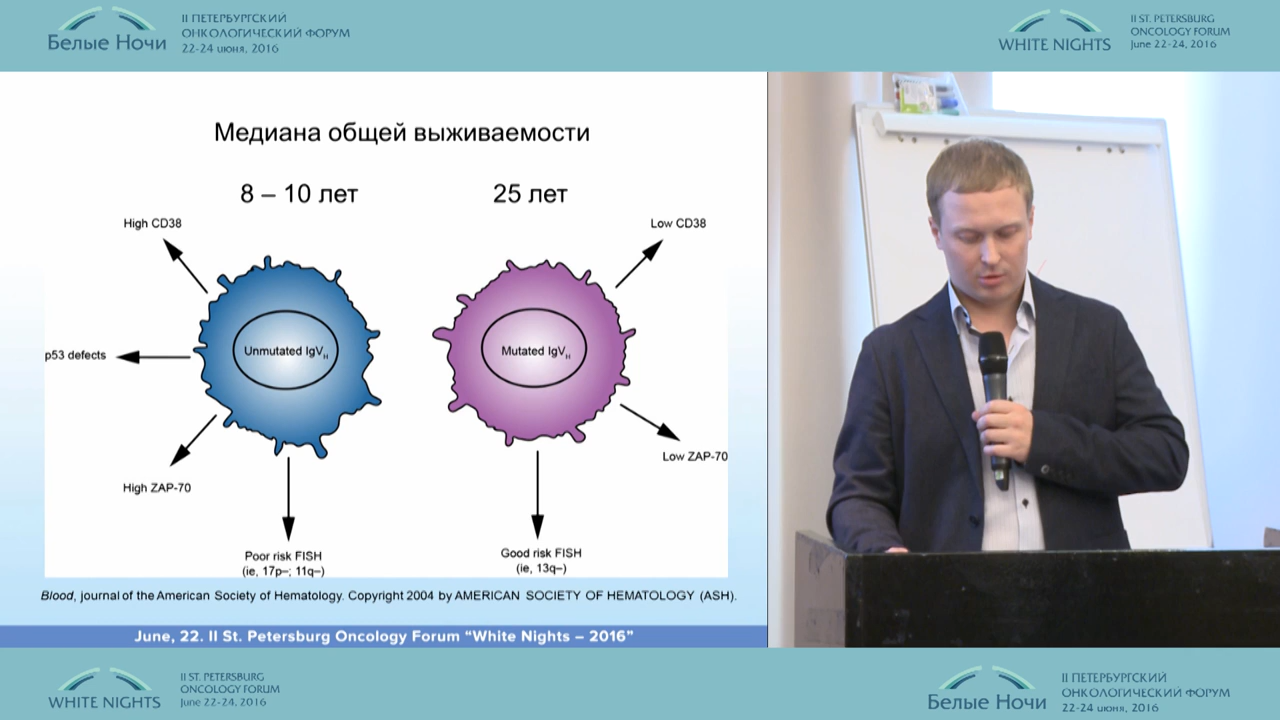 Белые Ночи
II ПЕТЕРБУРГСКИЙ
ОНКОЛОГИЧЕСКИЙ ФОРУМ
22-24 июня, 2016
WHITE NIGHTS
II ST. PETERSBURG
ONCOLOGY FORUM
June 22-24, 2016
Медиана общей выживаемости
8 – 10 лет
25 лет
High CD38
Low CD38
Unmutated IgVH
Mutated IgVH
p53 defects
Low ZAP-70
High ZAP-70
Poor risk FISH
(ie, 17p–; 11q–)
Good risk FISH
(ie, 13q–)
Blood, journal of the American Society of Hematology. Copyright 2004 by AMERICAN SOCIETY OF HEMATOLOGY (ASH).
June, 22. II St. Petersburg Oncology Forum “White Nights – 2016”
WHITE NIGHTS
II ST. PETERSBURG
ONCOLOGY FORUM
June 22-24, 2016
Белые Ночи
II ПЕТЕРБУРГСКИЙ
ОНКОЛОГИЧЕСКИЙ ФОРУМ
22-24 июня, 2016